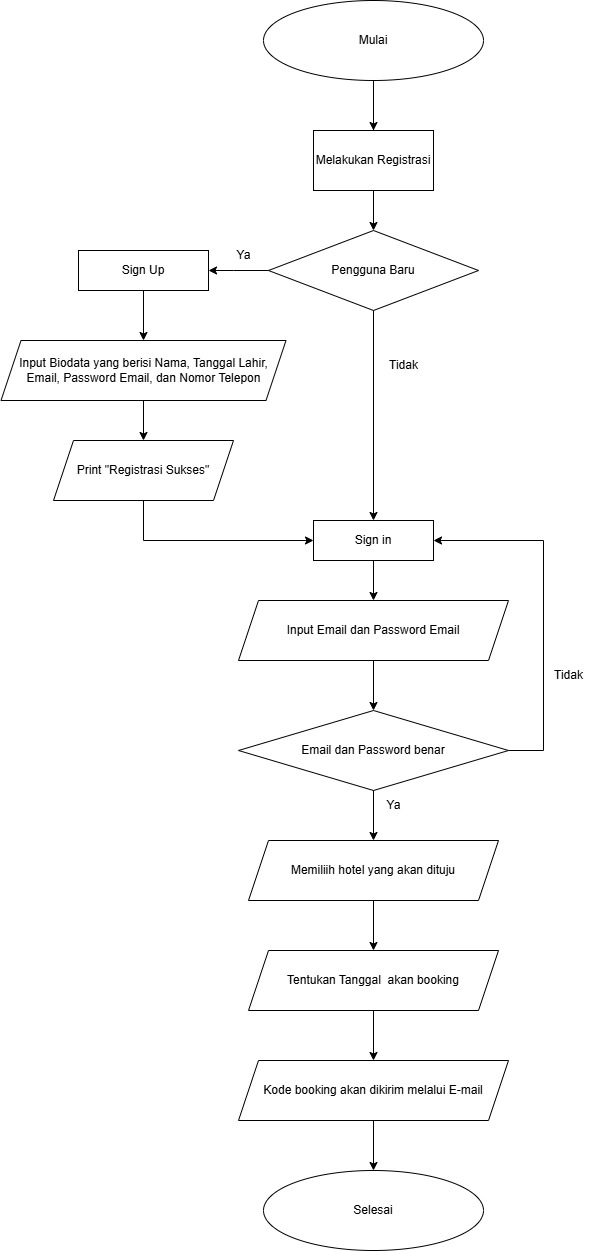 Mulai
Melakukan Registrasi
Pengguna Baru
Ya
Sign Up
Input Biodata yang berisi Nama, Tanggal Lahir,
Email, Password Email, dan Nomor Telepon
Print "Registrasi Sukses"
Tidak
Sign in
Input Email dan Password Email
Email dan Password benar
Tidak
Ya
Memiliih hotel yang akan dituju
Tentukan Tanggal akan booking
Kode booking akan dikirim melalui E-mail
Selesai